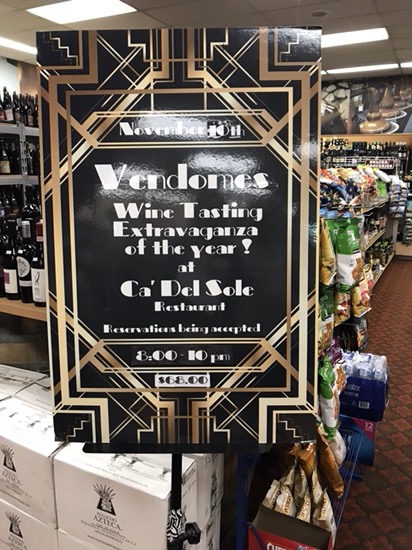 November 10th
Vendomes
Wine Tasting
Extravaganza
of the year !
at
Ca' Del Sole
Restaurant
Reservations being accepted
8:00 - 10 pm
$68.00
AZTECA